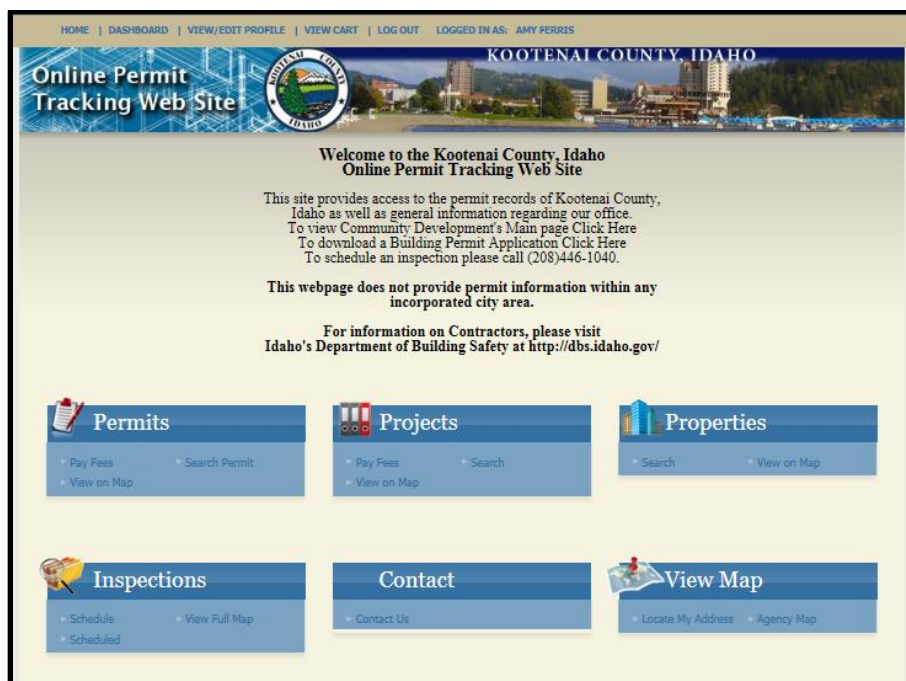 HOME | DASHBOARD | VIEW/EDIT PROFILE | VIEW CART | LOG OUT LOGGED IN AS: AMY FERRIS
KOOTENAI COUNTY, IDAHO
Online Permit
Tracking Web Site
KOOTENAI COUNTY
IDAHO
Welcome to the Kootenai County, Idaho
Online Permit Tracking Web Site
This site provides access to the permit records of Kootenai County,
Idaho as well as general information regarding our office.
To view Community Development's Main page Click Here
To download a Building Permit Application Click Here
To schedule an inspection please call (208)446-1040.
This webpage does not provide permit information within any
incorporated city area.
For information on Contractors, please visit
Idaho's Department of Building Safety at http://dbs.idaho.gov/
Permits
Pay Fees Search Permit
View on Map
Projects
Pay Fees Search
View on Map
Properties
Search View on Map
Inspections
Schedule View Full Map
Scheduled
Contact
Contact Us
View Map
Locate My Address Agency Map